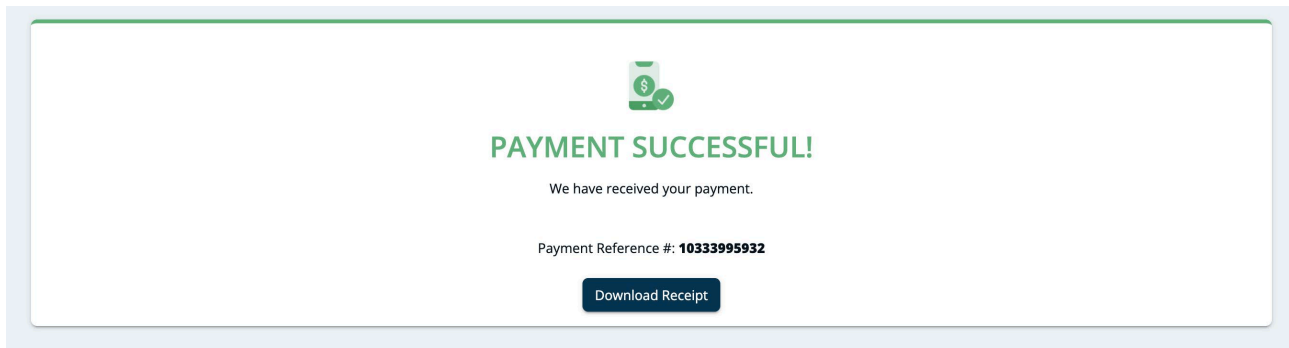 $
PAYMENT SUCCESSFUL!
We have received your payment.
Payment Reference #: 10333995932
Download Receipt